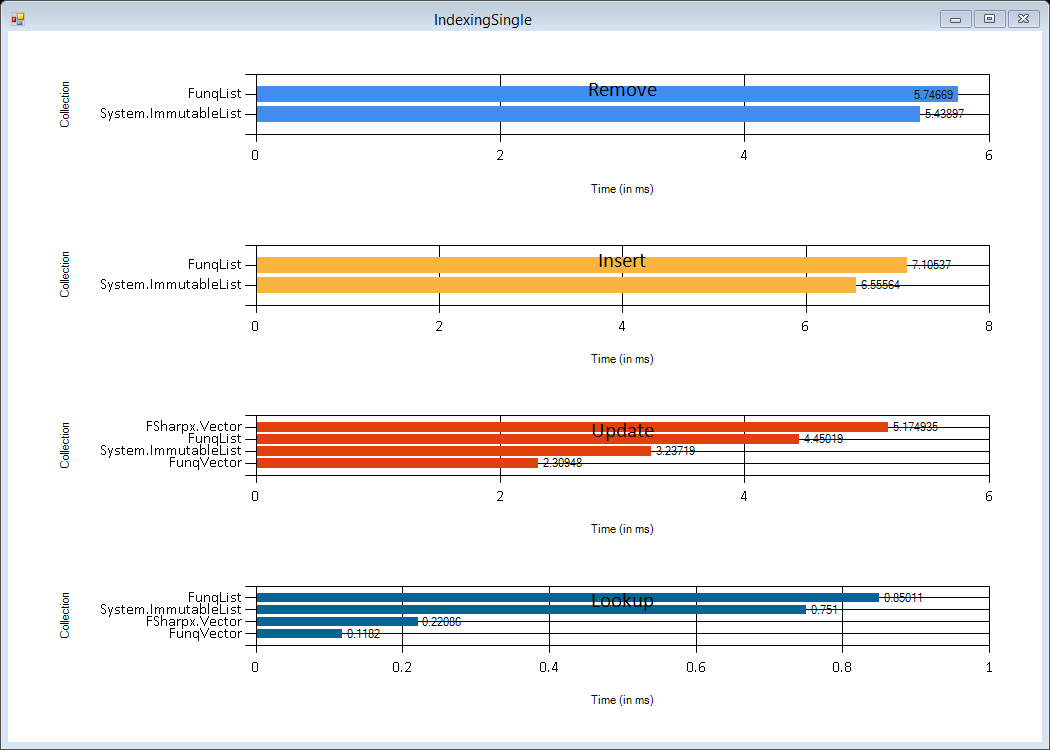 IndexingSingle
Remove
Collection
FunqList
5.74669
System.ImmutableList
5.43897
0 2 4 6
Time (in ms)
Insert
Collection
FunqList
7.10537
System.ImmutableList
6.55564
0 2 4 6 8
Time (in ms)
Update
Collection
FSharpx.Vector
5.174935
FunqList
4.45019
System.ImmutableList
3.23719
FunqVector
2.30948
0 2 4 6
Time (in ms)
Lookup
Collection
FunqList
0.85011
System.ImmutableList
0.751
FSharpx.Vector
0.22086
FunqVector
0.1182
0 0.2 0.4 0.6 0.8 1
Time (in ms)